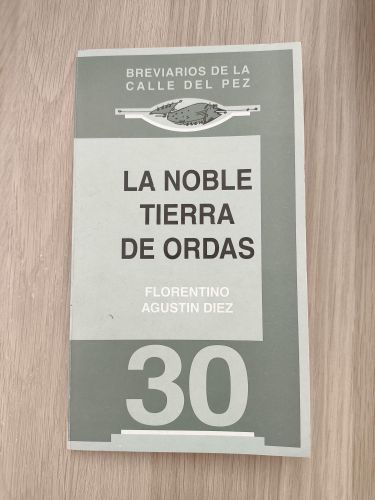 BREVIARIOS DE LA
CALLE DEL PEZ
LA NOBLE
TIERRA
DE ORDAS
FLORENTINO
AGUSTIN DIEZ
30